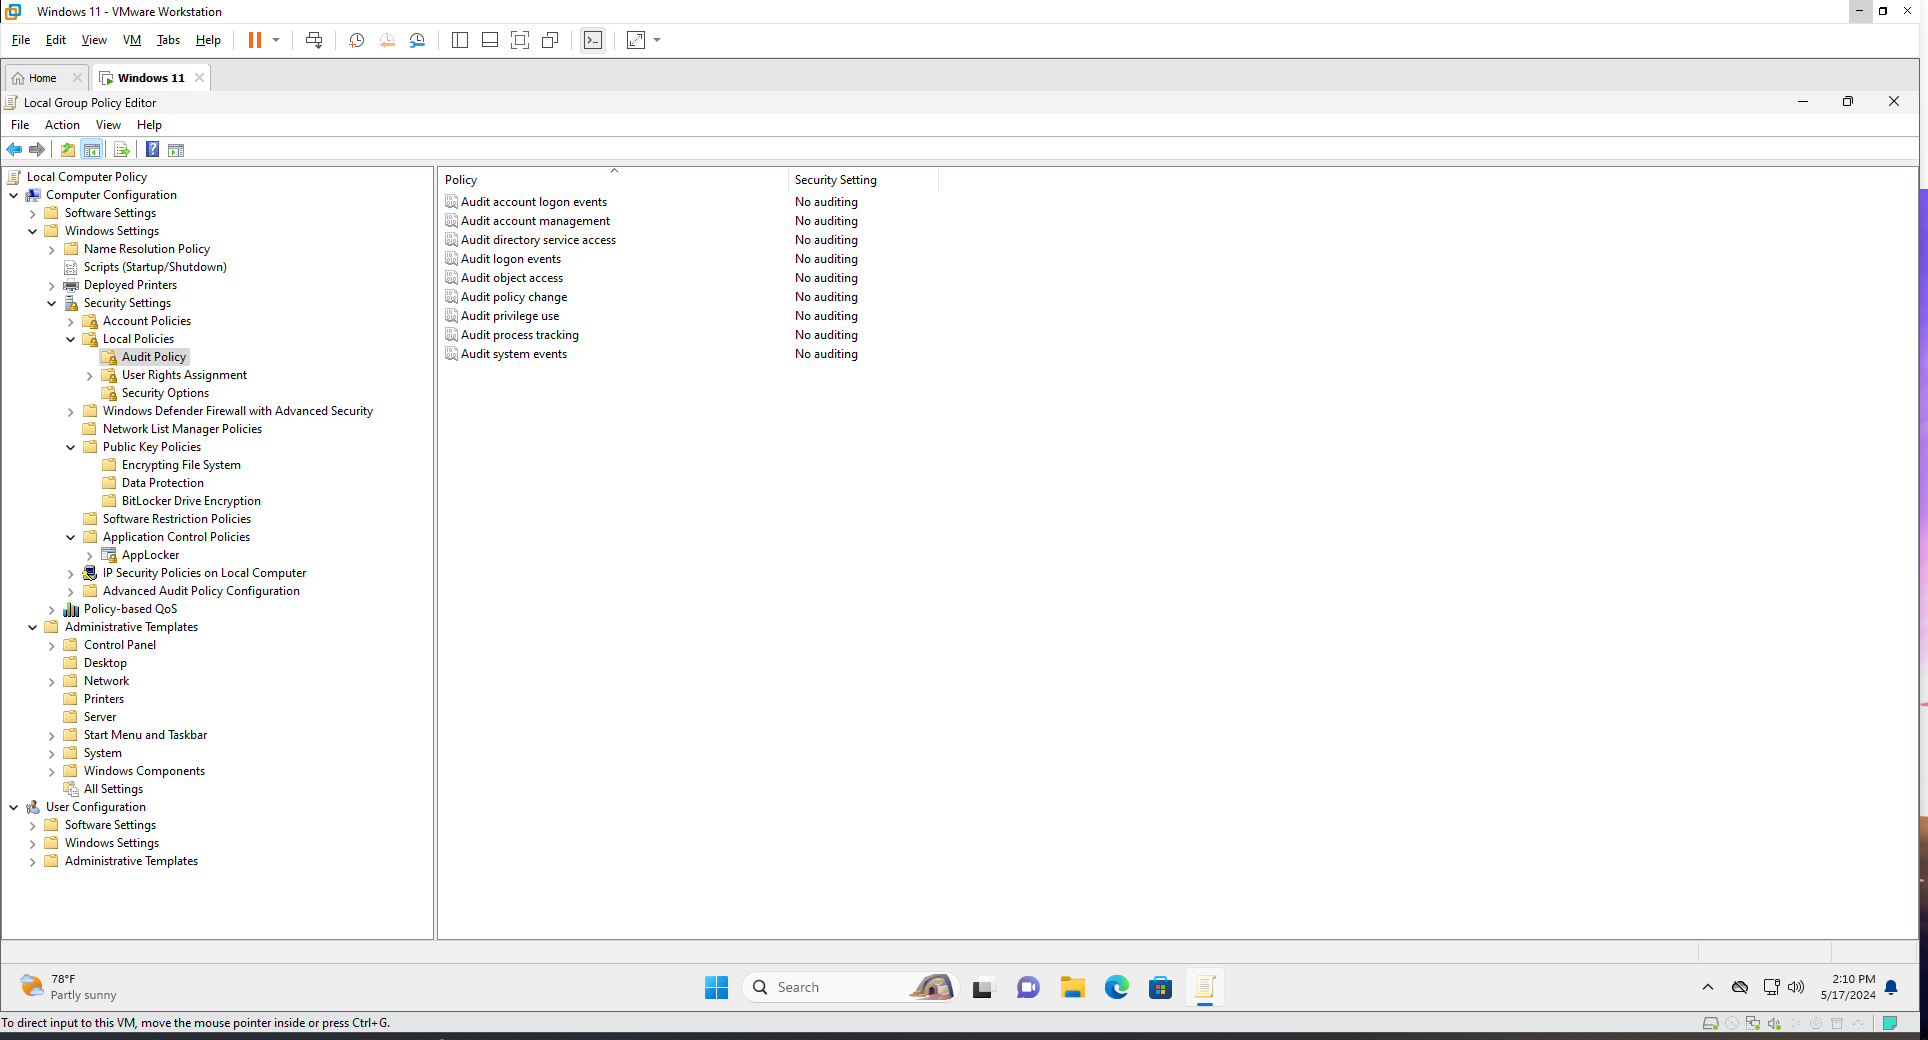 Windows 11 - VMware Workstation
File Edit View VM Tabs Help
Home Windows 11
Local Group Policy Editor
File Action View Help
Local Computer Policy
Computer Configuration
Software Settings
Windows Settings
Name Resolution Policy
Scripts (Startup/Shutdown)
Deployed Printers
Security Settings
Account Policies
Local Policies
Audit Policy
User Rights Assignment
Security Options
Windows Defender Firewall with Advanced Security
Network List Manager Policies
Public Key Policies
Encrypting File System
Data Protection
BitLocker Drive Encryption
Software Restriction Policies
Application Control Policies
AppLocker
IP Security Policies on Local Computer
Advanced Audit Policy Configuration
Policy-based QoS
Administrative Templates
Control Panel
Desktop
Network
Printers
Server
Start Menu and Taskbar
System
Windows Components
All Settings
User Configuration
Software Settings
Windows Settings
Administrative Templates
Policy Security Setting
Audit account logon events No auditing
Audit account management No auditing
Audit directory service access No auditing
Audit logon events No auditing
Audit object access No auditing
Audit policy change No auditing
Audit privilege use No auditing
Audit process tracking No auditing
Audit system events No auditing
78°F
Partly sunny
Search
2:10 PM
5/17/2024
To direct input to this VM, move the mouse pointer inside or press Ctrl+G.